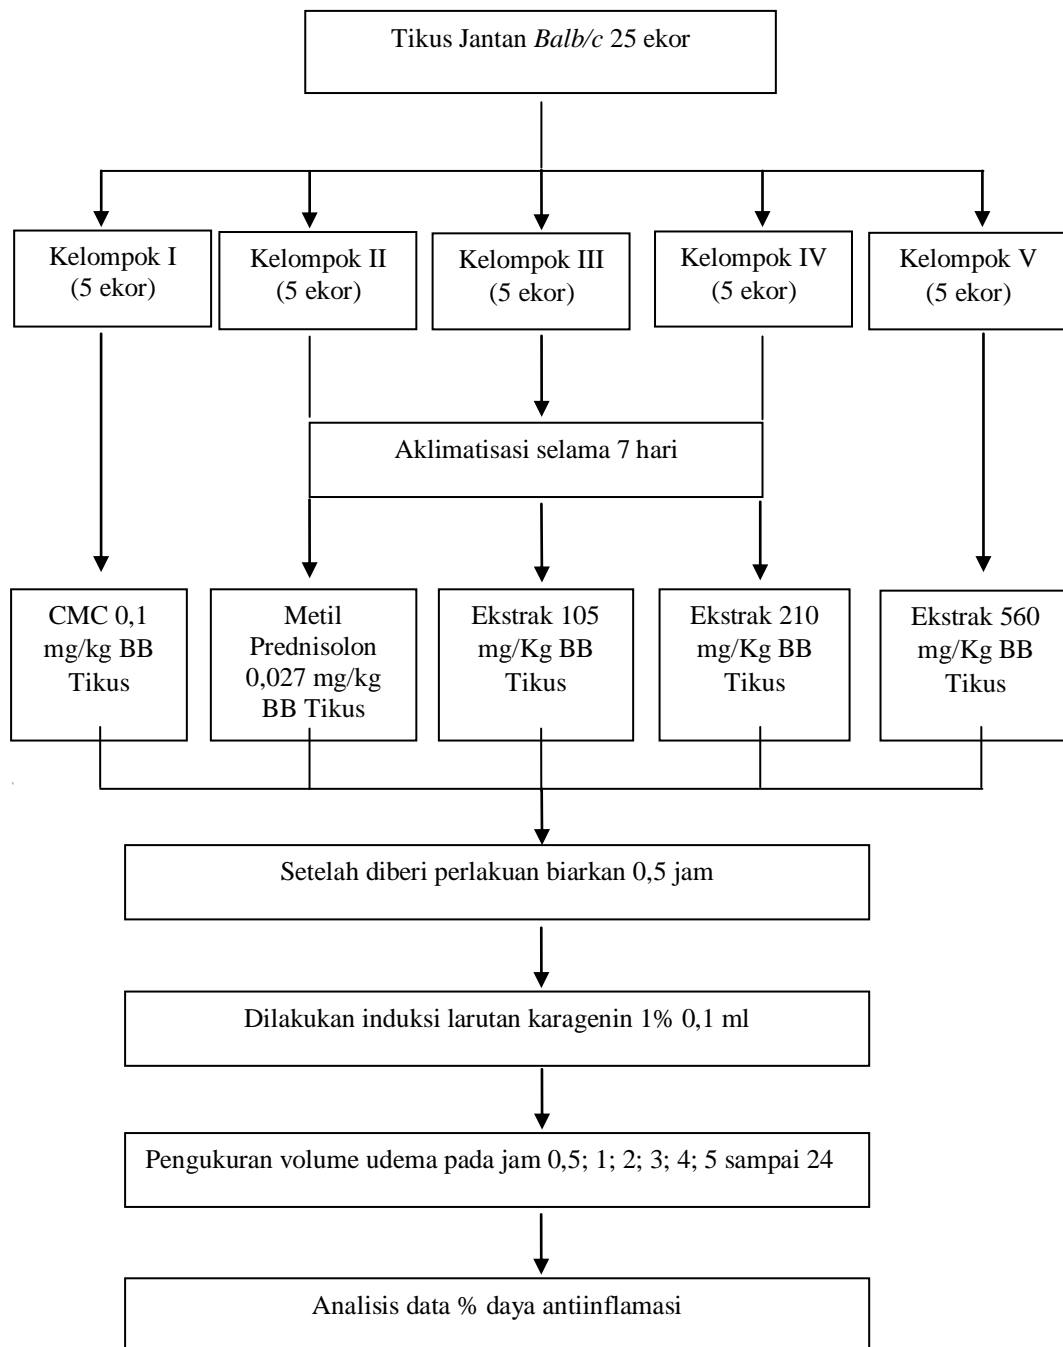 Tikus Jantan Balb/c 25 ekor
Kelompok I
(5 ekor)
Kelompok II
(5 ekor)
Kelompok III
(5 ekor)
Kelompok IV
(5 ekor)
Kelompok V
(5 ekor)
Aklimatisasi selama 7 hari
CMC 0,1
mg/kg BB
Tikus
Metil
Prednisolon
0,027 mg/kg
BB Tikus
Ekstrak 105
mg/Kg BB
Tikus
Ekstrak 210
mg/Kg BB
Tikus
Ekstrak 560
mg/Kg BB
Tikus
Setelah diberi perlakuan biarkan 0,5 jam
Dilakukan induksi larutan karagenin 1% 0,1 ml
Pengukuran volume udema pada jam 0,5; 1; 2; 3; 4; 5 sampai 24
Analisis data % daya antiinflamasi